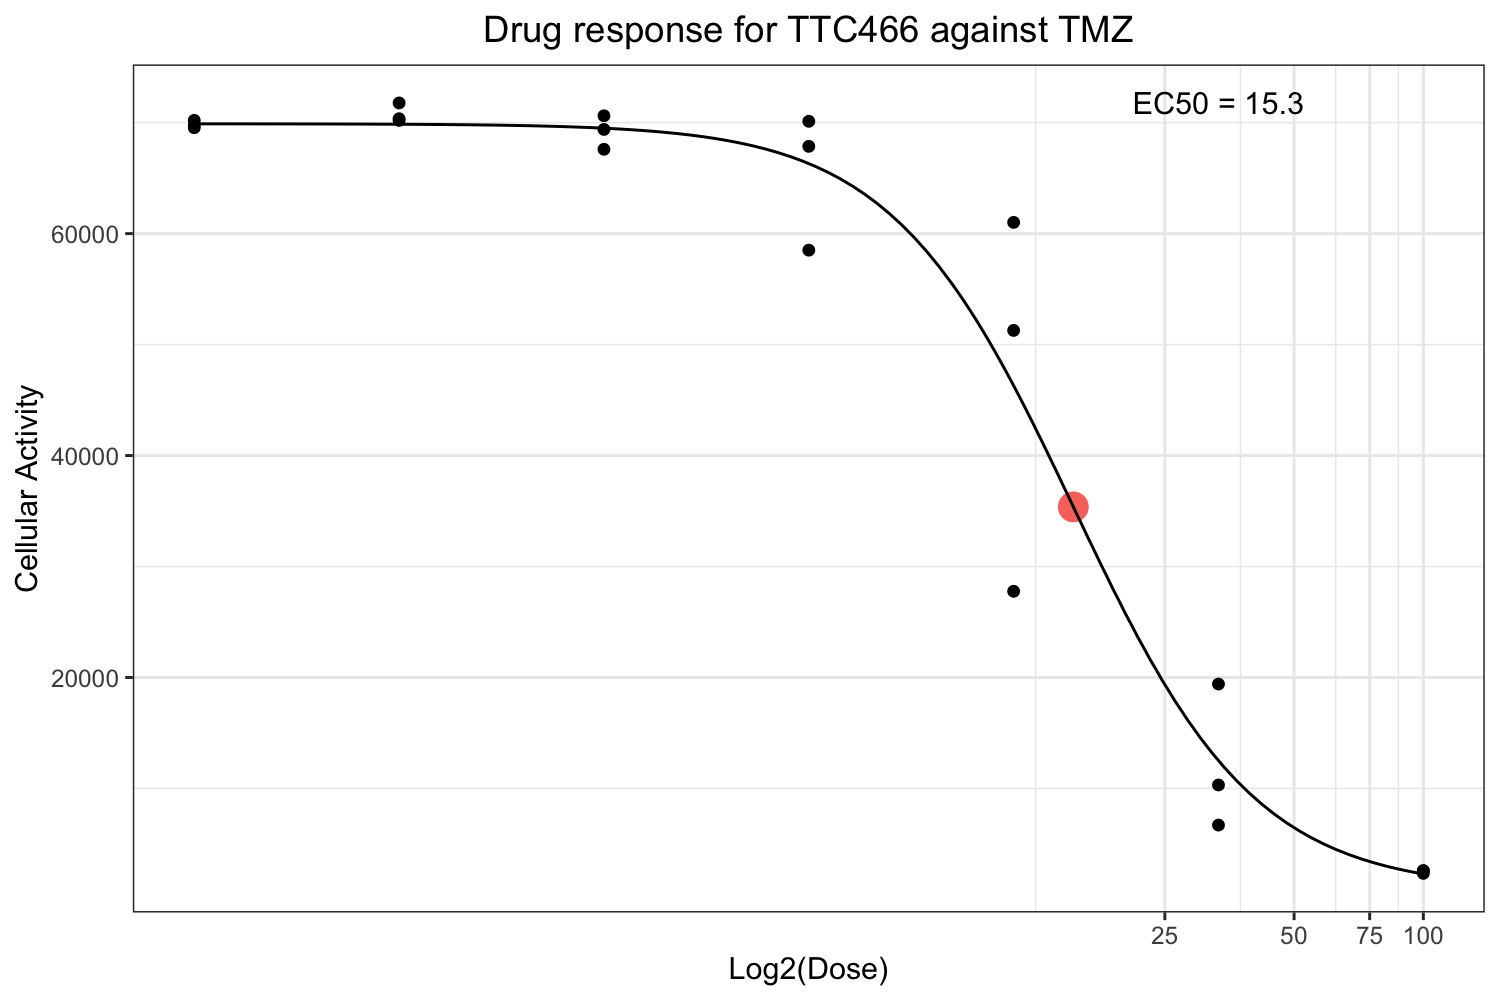 Drug response for TTC466 against TMZ
EC50 = 15.3
60000
40000
20000
Cellular Activity
25 50 75 100
Log2(Dose)